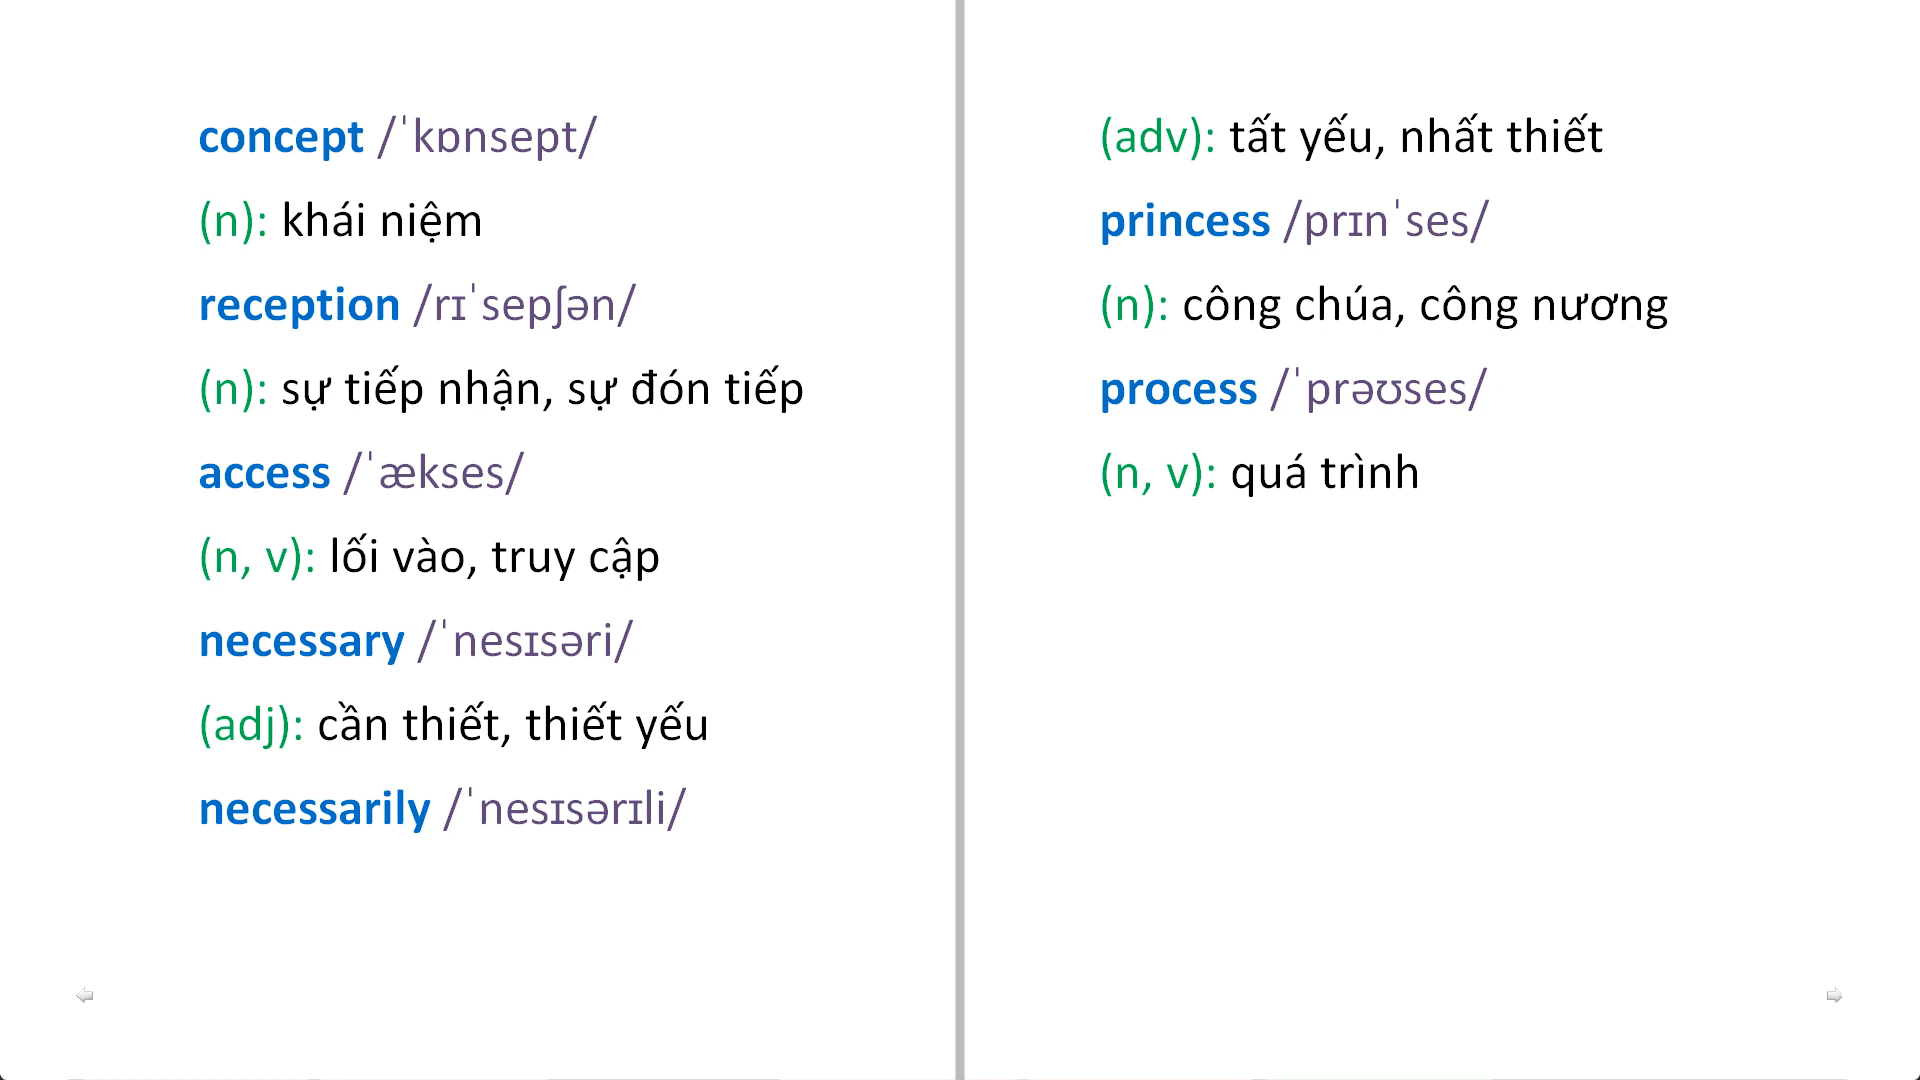 concept /ˈkɒnsept/
(n): khái niệm
reception /rɪˈsepʃən/
(n): sự tiếp nhận, sự đón tiếp
access /ˈækses/
(n, v): lối vào, truy cập
necessary /ˈnesɪsəri/
(adj): cần thiết, thiết yếu
necessarily /ˈnesɪsərɪli/
(adv): tất yếu, nhất thiết
princess /prɪnˈses/
(n): công chúa, công nương
process /ˈprəʊses/
(n, v): quá trình